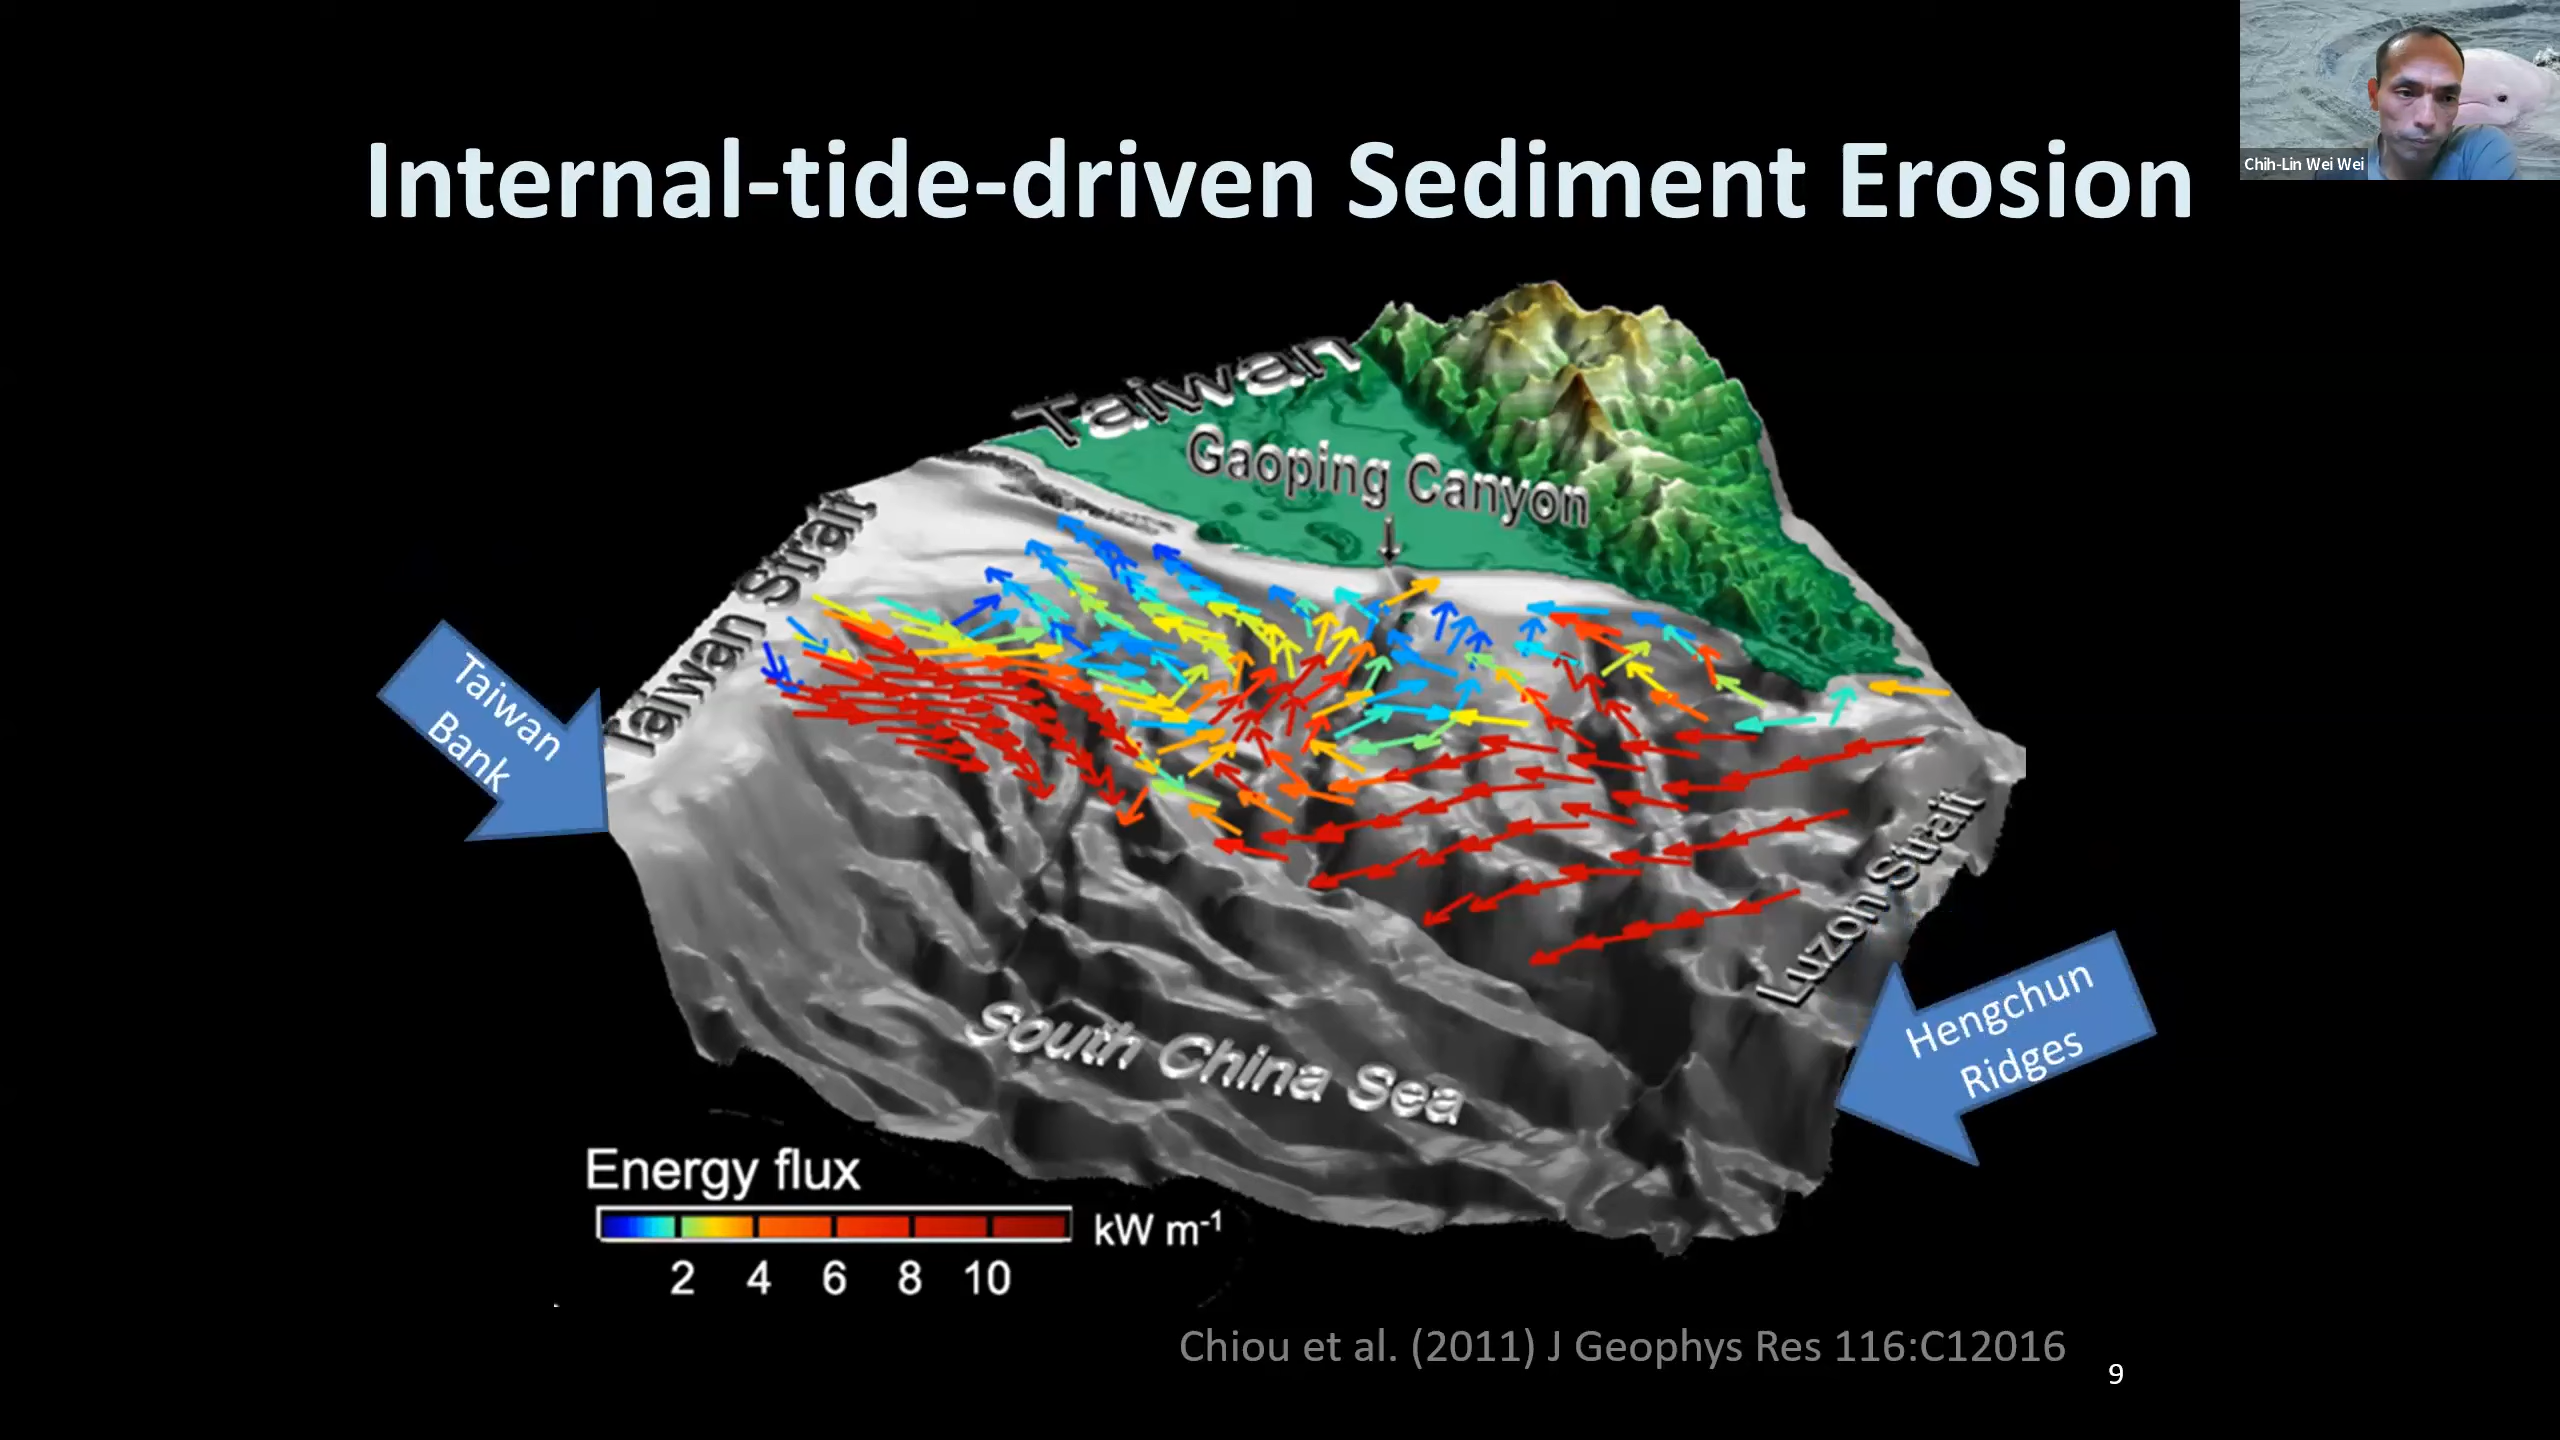 Chih-Lin Wei Wei
Internal-tide-driven Sediment Erosion
Taiwan
Gaoping Canyon
Taiwan Strait
Taiwan
Bank
Luzon Strait
Hengchun
Ridges
South China Sea
Energy flux
kW m⁻¹
2 4 6 8 10
Chiou et al. (2011) J Geophys Res 116:C12016
9